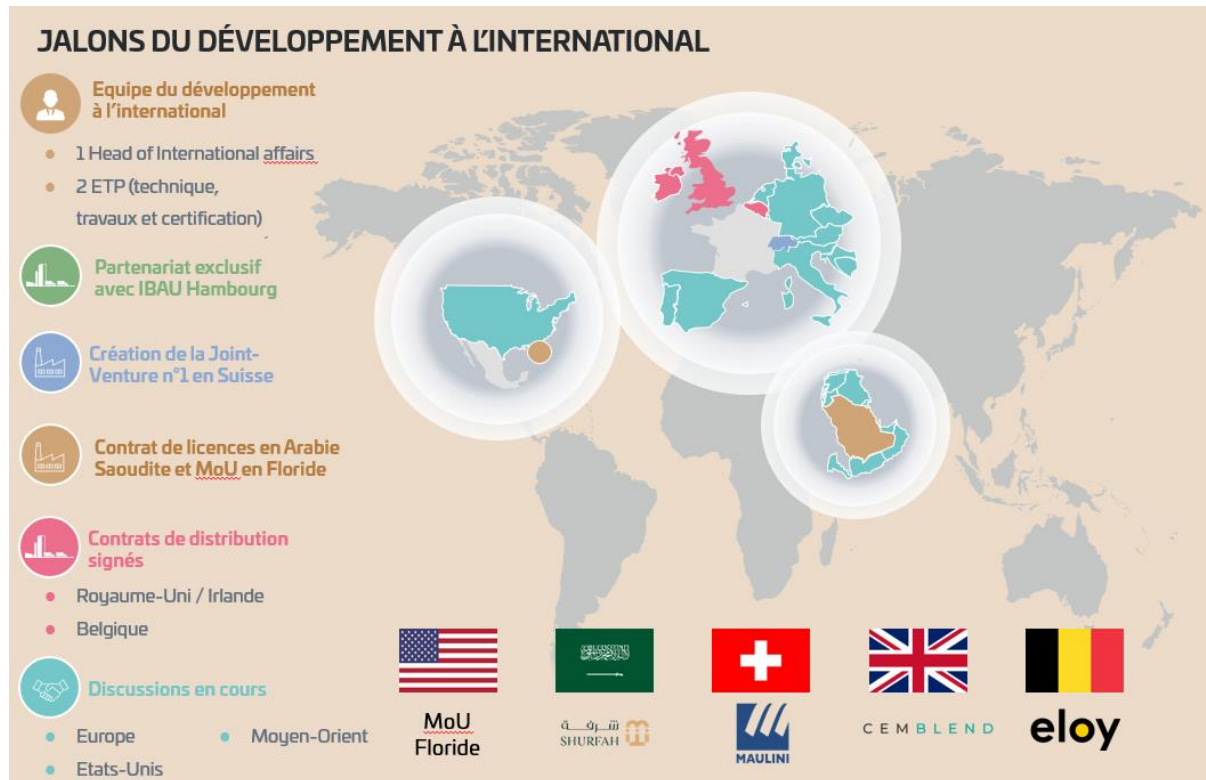 JALONS DU DÉVELOPPEMENT À L'INTERNATIONAL
Equipe du développement
à l'international
1 Head of International affairs
2 ETP (technique,
travaux et certification)
Partenariat exclusif
avec IBAU Hambourg
Création de la Joint-
Venture n°1 en Suisse
Contrat de licences en Arabie
Saoudite et MoU en Floride
Contrats de distribution
signés
Royaume-Uni / Irlande
Belgique
Discussions en cours
Europe
Moyen-Orient
Etats-Unis
MoU
Floride
شرفة
SHURFAH
MAULINI
CEMBLEND
eloy